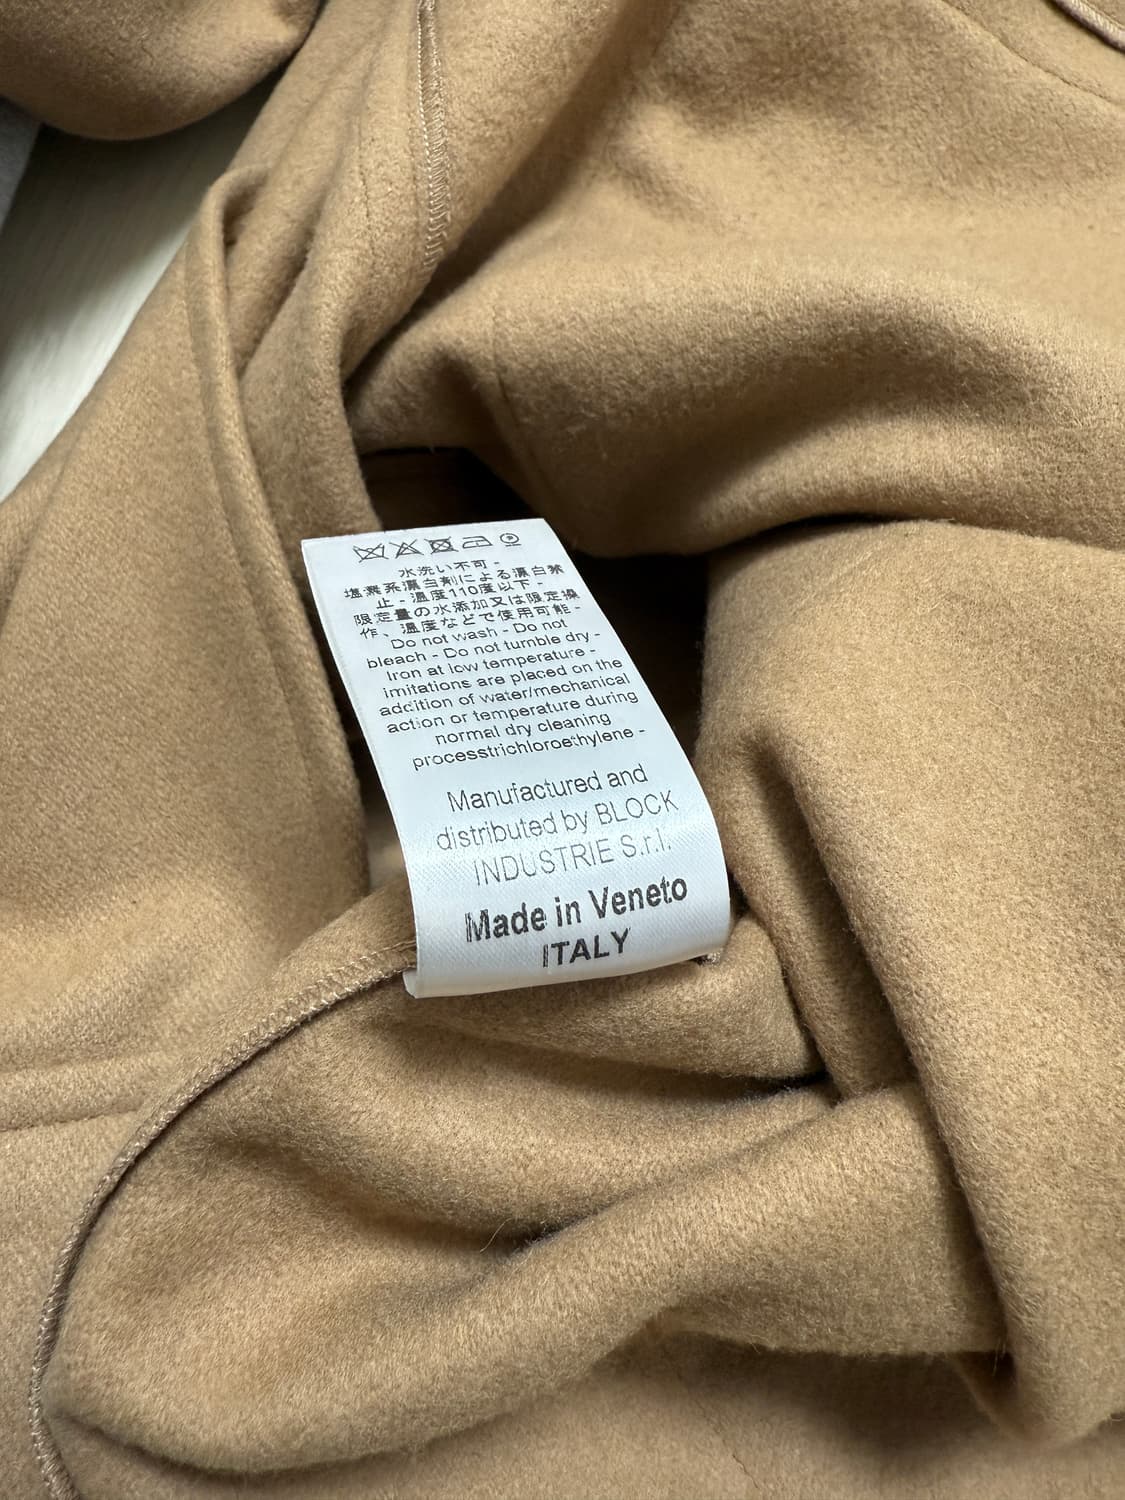 水洗い不可 -
塩素系漂白剤による漂白禁
止 - 温度110度以下 -
限定量の水添加又は限定操
作、温度などで使用可能 -
Do not wash - Do not
bleach - Do not tumble dry -
Iron at low temperature -
imitations are placed on the
addition of water/mechanical
action or temperature during
normal dry cleaning
processtrichloroethylene -
Manufactured and
distributed by BLOCK
INDUSTRIE S.r.l.
Made in Veneto
ITALY